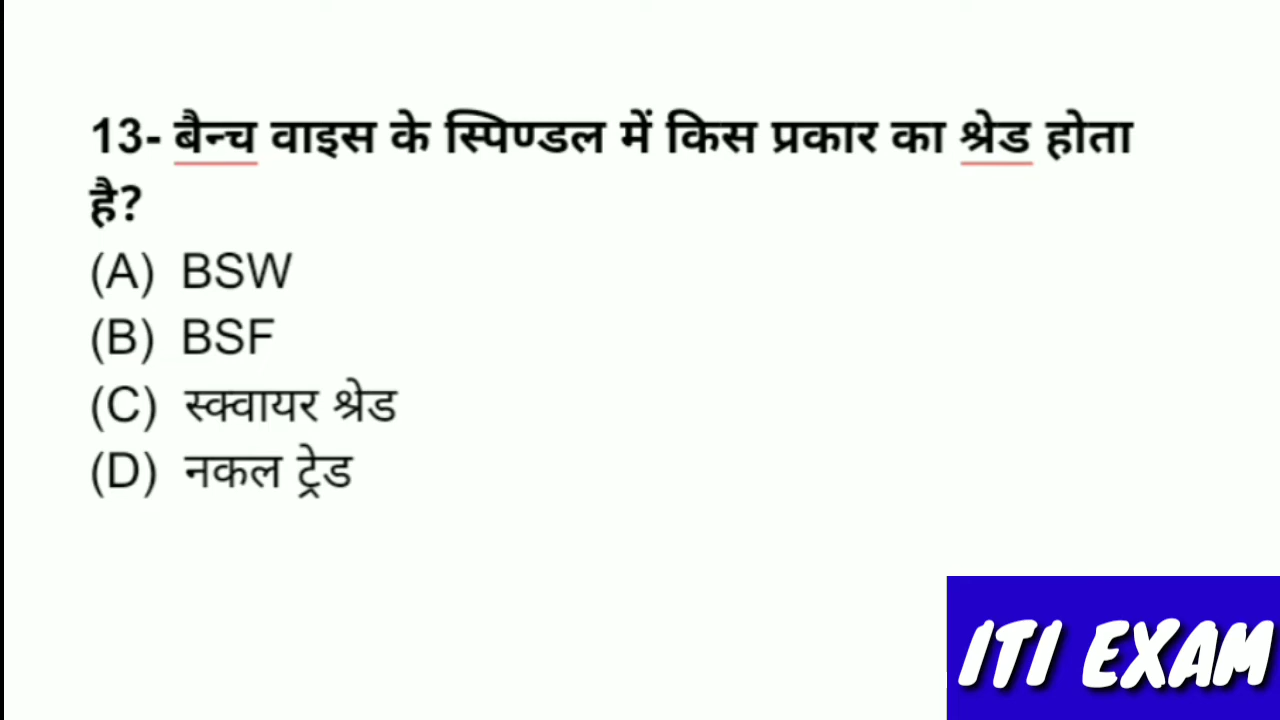 13- बैन्च वाइस के स्पिण्डल में किस प्रकार का श्रेड होता
है?
(A) BSW
(B) BSF
(C) स्क्वायर श्रेड
(D) नकल ट्रेड
ITI EXAM